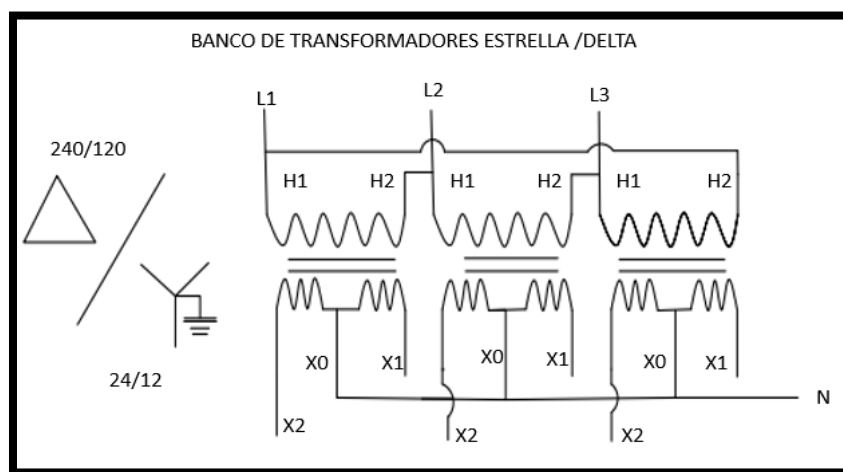 BANCO DE TRANSFORMADORES ESTRELLA /DELTA
L1 L2 L3
240/120
H1 H2 H1 H2 H1 H2
X0 X1 X0 X1 X0 X1
24/12
N
X2 X2 X2